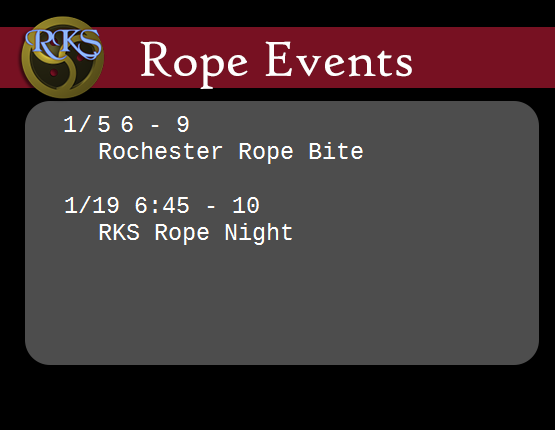 RKS
Rope Events
1/5 6 - 9
Rochester Rope Bite
1/19 6:45 - 10
RKS Rope Night